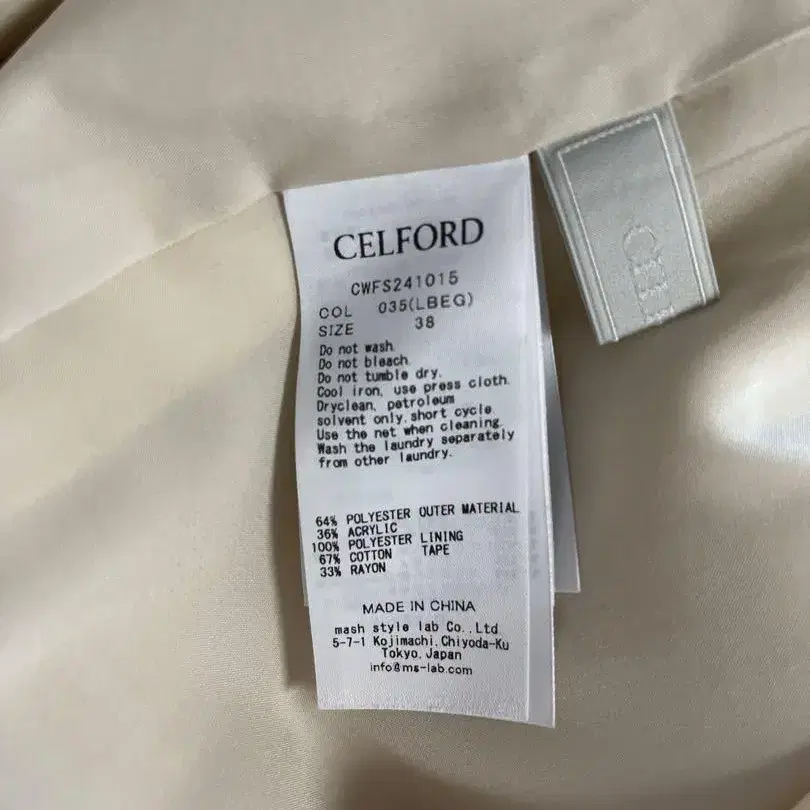 CELFORD
CWFS241015
COL 035(LBEG)
SIZE 38
Do not wash.
Do not bleach.
Do not tumble dry.
Cool iron, use press cloth.
Dryclean, petroleum
solvent only, short cycle
Use the net when cleaning.
Wash the laundry separately
from other laundry.
64% POLYESTER OUTER MATERIAL
36% ACRYLIC
100% POLYESTER LINING
67% COTTON TAPE
33% RAYON
MADE IN CHINA
mash style lab Co.,Ltd
5-7-1 Kojimachi,Chiyoda-Ku
Tokyo,Japan
info@ms-lab.com